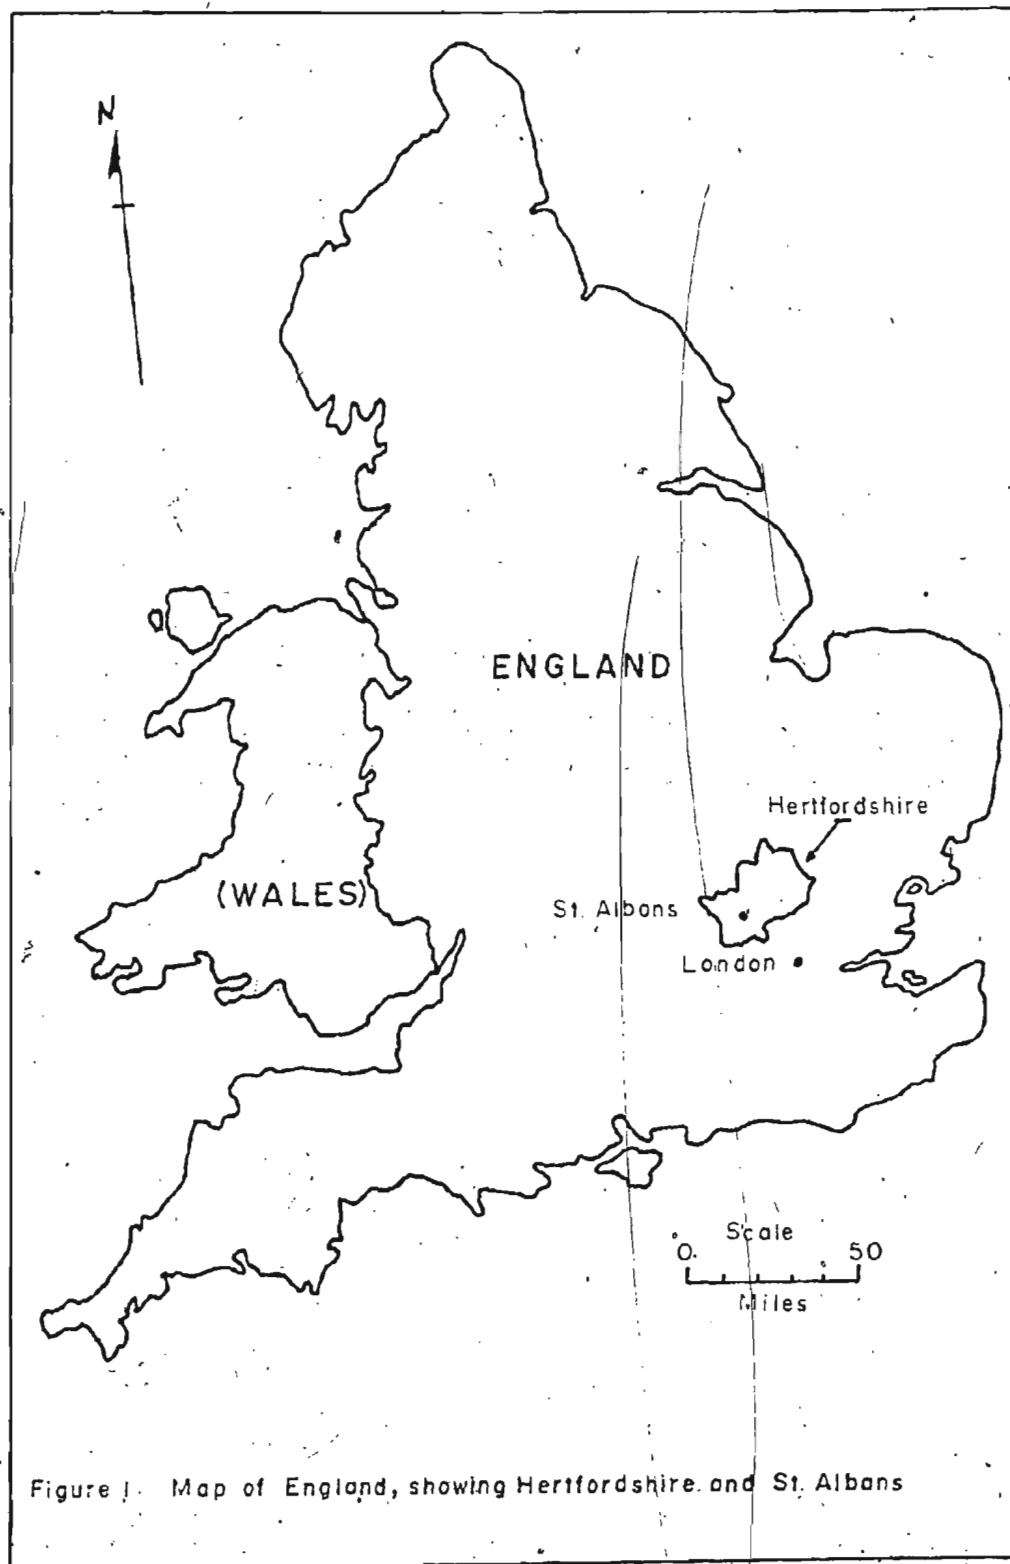 N
ENGLAND
Hertfordshire
(WALES)
St. Albans
London
Scale
0. 50
Miles
Figure 1. Map of England, showing Hertfordshire and St. Albans